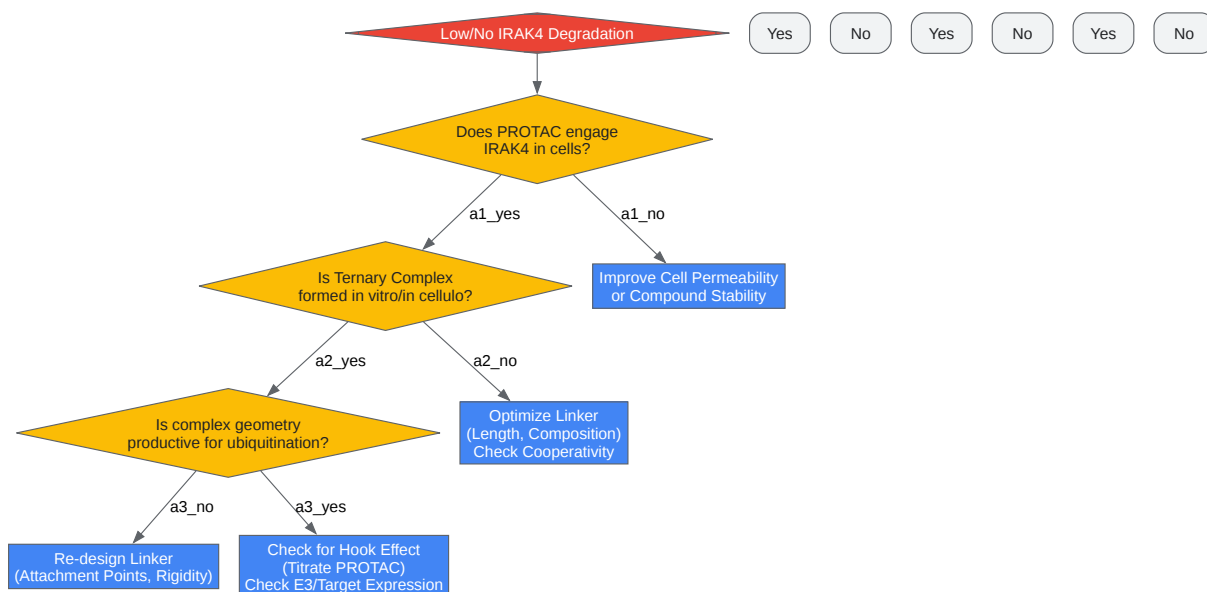 Low/No IRAK4 Degradation
Yes
No
Yes
No
Yes
No
Does PROTAC engage
IRAK4 in cells?
a1_yes
a1_no
Is Ternary Complex
formed in vitro/in cellulo?
Improve Cell Permeability
or Compound Stability
a2_yes
a2_no
Is complex geometry
productive for ubiquitination?
Optimize Linker
(Length, Composition)
Check Cooperativity
a3_no
a3_yes
Re-design Linker
(Attachment Points, Rigidity)
Check for Hook Effect
(Titrate PROTAC)
Check E3/Target Expression